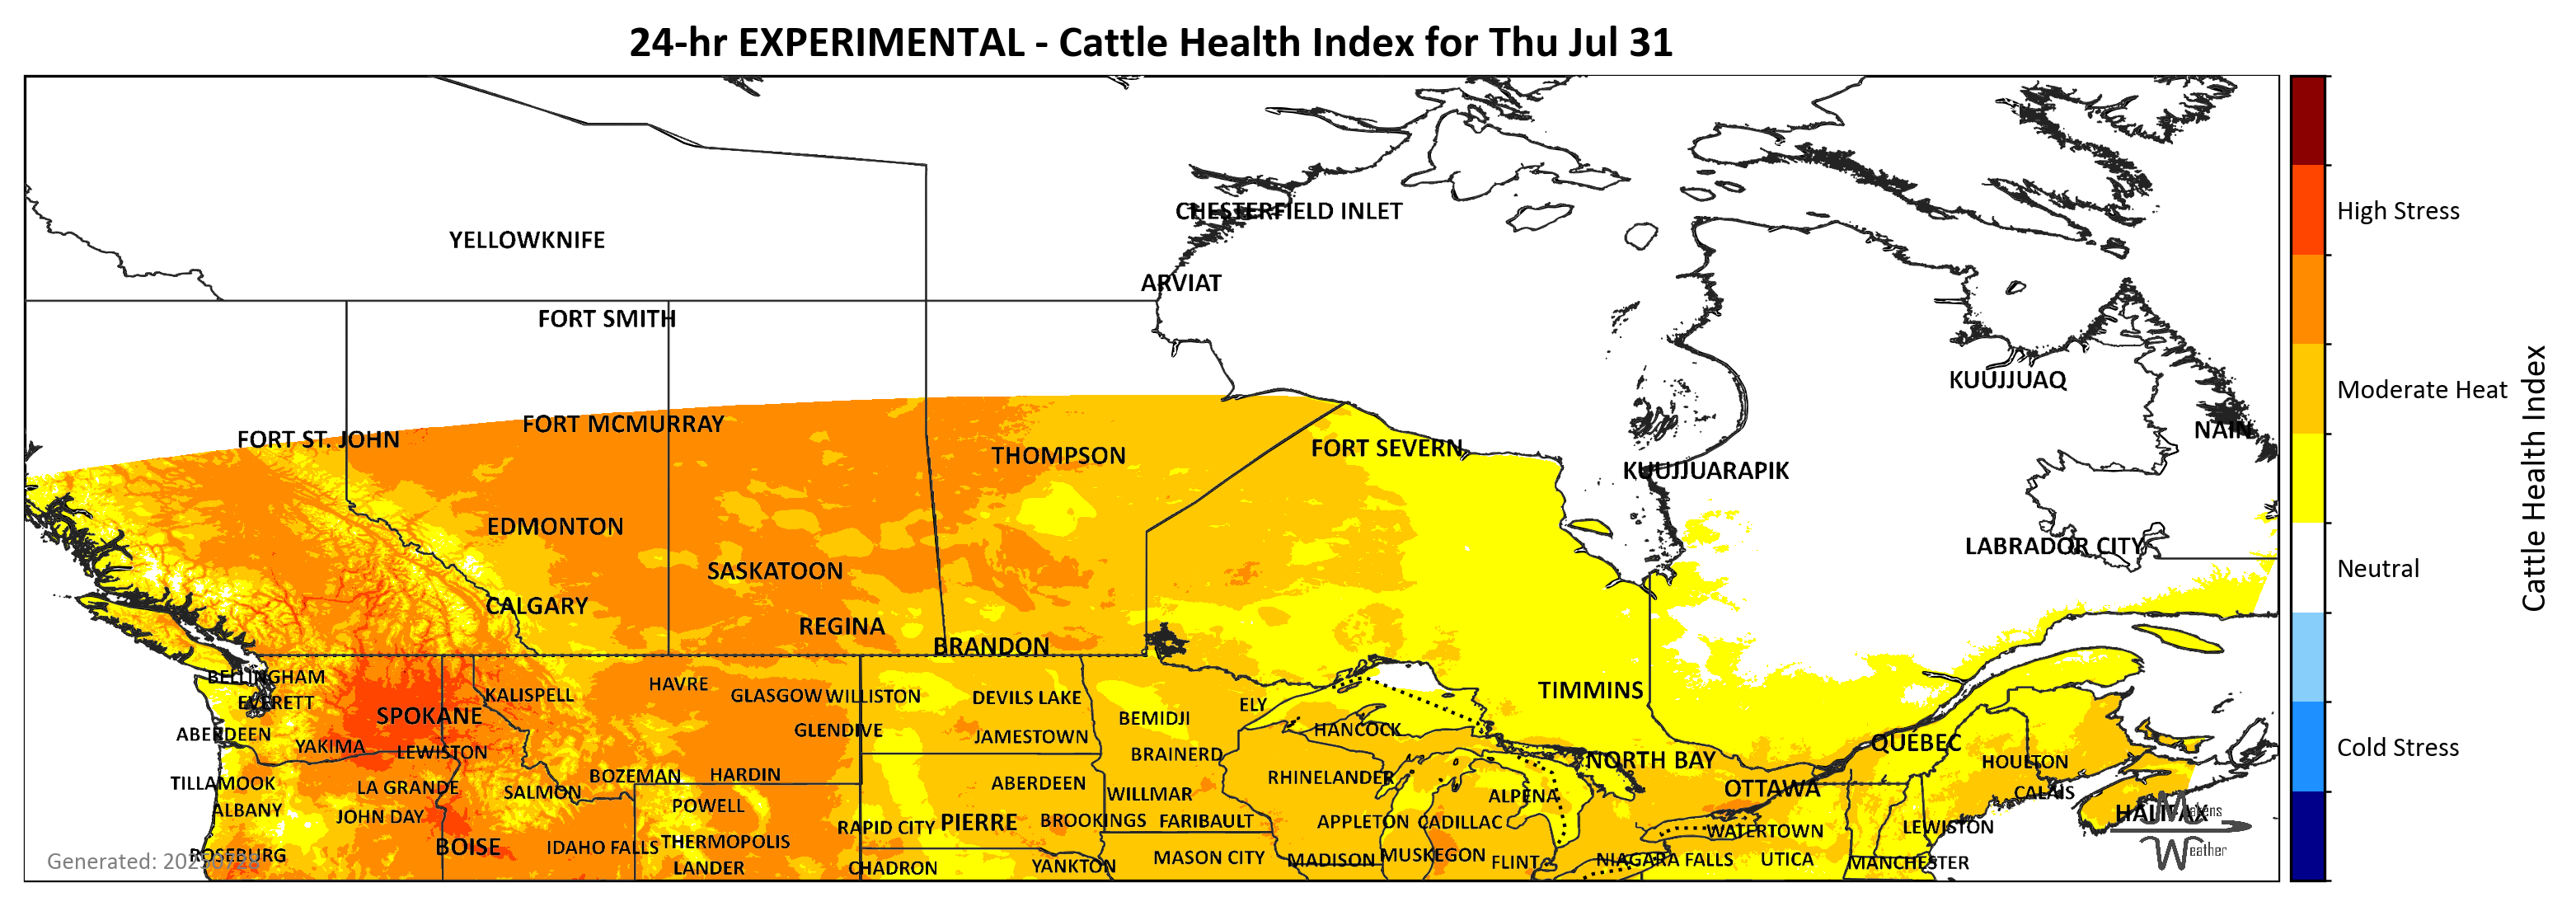 24-hr EXPERIMENTAL - Cattle Health Index for Thu Jul 31
CHESTERFIELD INLET
YELLOWKNIFE
High Stress
ARVIAT
FORT SMITH
KUUJJUAQ
Moderate Heat
FORT MCMURRAY
NAIN
FORT ST. JOHN
FORT SEVERN
THOMPSON
KUUJJUARAPIK
Cattle Health Index
EDMONTON
LABRADOR CITY
SASKATOON
Neutral
CALGARY
REGINA
BRANDON
BELLINGHAM
HAVRE
KALISPELL
GLASGOW
WILLISTON
DEVILS LAKE
TIMMINS
EVERETT
ELY
SPOKANE
BEMIDJI
GLENDIVE
HANCOCK
ABERDEEN
JAMESTOWN
QUEBEC
YAKIMA
LEWISTON
BRAINERD
Cold Stress
NORTH BAY
HOULTON
BOZEMAN
HARDIN
RHINELANDER
TILLAMOOK
LA GRANDE
SALMON
ABERDEEN
WILLMAR
ALPENA
OTTAWA
CALAIS
ALBANY
JOHN DAY
POWELL
RAPID CITY
PIERRE
BROOKINGS
FARIBAULT
APPLETON
CADILLAC
WATERTOWN
LEWISTON
HALIFAX
Makens
Weather
BOISE
IDAHO FALLS
THERMOPOLIS
ROSEBURG
Generated:
MASON CITY
MADISON
MUSKEGON
FLINT
NIAGARA FALLS
UTICA
MANCHESTER
LANDER
CHADRON
YANKTON